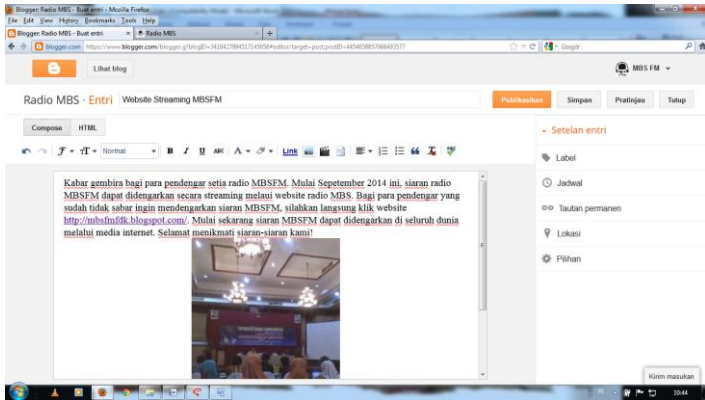 Blogger: Radio MBS - Buat entri - Mozilla Firefox
File Edit View History Bookmarks Tools Help
Blogger: Radio MBS - Buat entri
Radio MBS
blogger.com
Google
Lihat blog
MBS FM
Radio MBS · Entri
Website Streaming MBSFM
Publikasikan
Simpan
Pratinjau
Tutup
Compose
HTML
Normal
B I U ABC
Link
Setelan entri
Label
Jadwal
Tautan permanen
Lokasi
Pilihan
Kabar gembira bagi para pendengar setia radio MBSFM. Mulai Sepetember 2014 ini, siaran radio
MBSFM dapat didengarkan secara streaming melaui website radio MBS. Bagi para pendengar yang
sudah tidak sabar ingin mendengarkan siaran MBSFM, silahkan langsung klik website
http://mbsfmfdk.blogspot.com/. Mulai sekarang siaran MBSFM dapat didengarkan di seluruh dunia
melalui media internet. Selamat menikmati siaran-siaran kami!
Kirim masukan
10:44